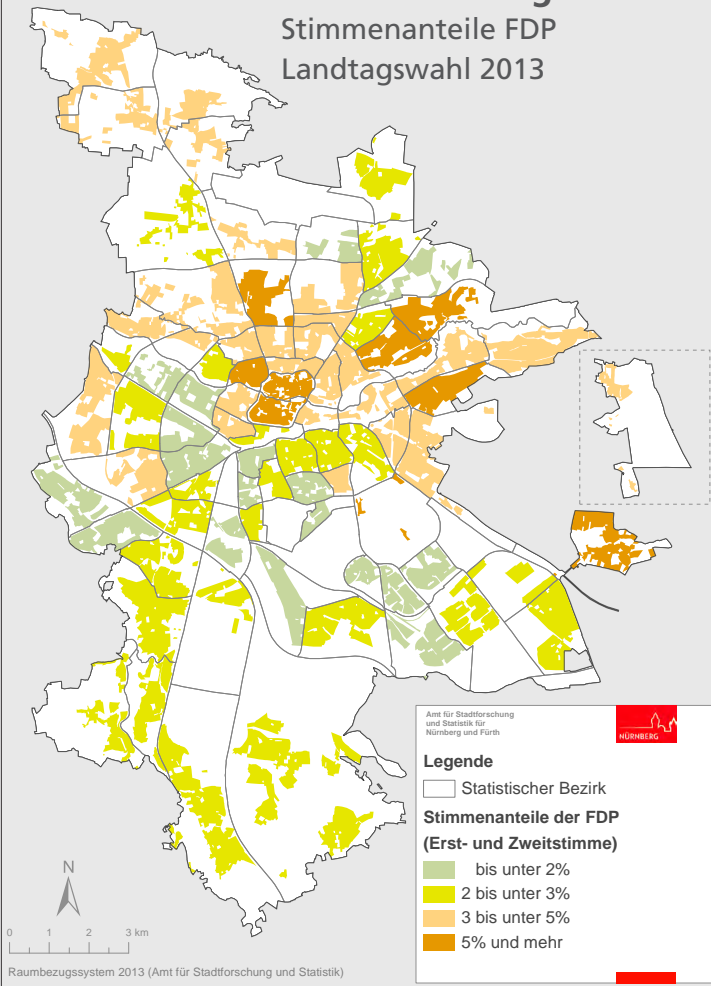 Stimmenanteile FDP
Landtagswahl 2013
Amt für Stadtforschung
und Statistik für
Nürnberg und Fürth
NÜRNBERG
Legende
Statistischer Bezirk
Stimmenanteile der FDP
(Erst- und Zweitstimme)
bis unter 2%
2 bis unter 3%
3 bis unter 5%
5% und mehr
N
0 1 2 3 km
Raumbezugssystem 2013 (Amt für Stadtforschung und Statistik)